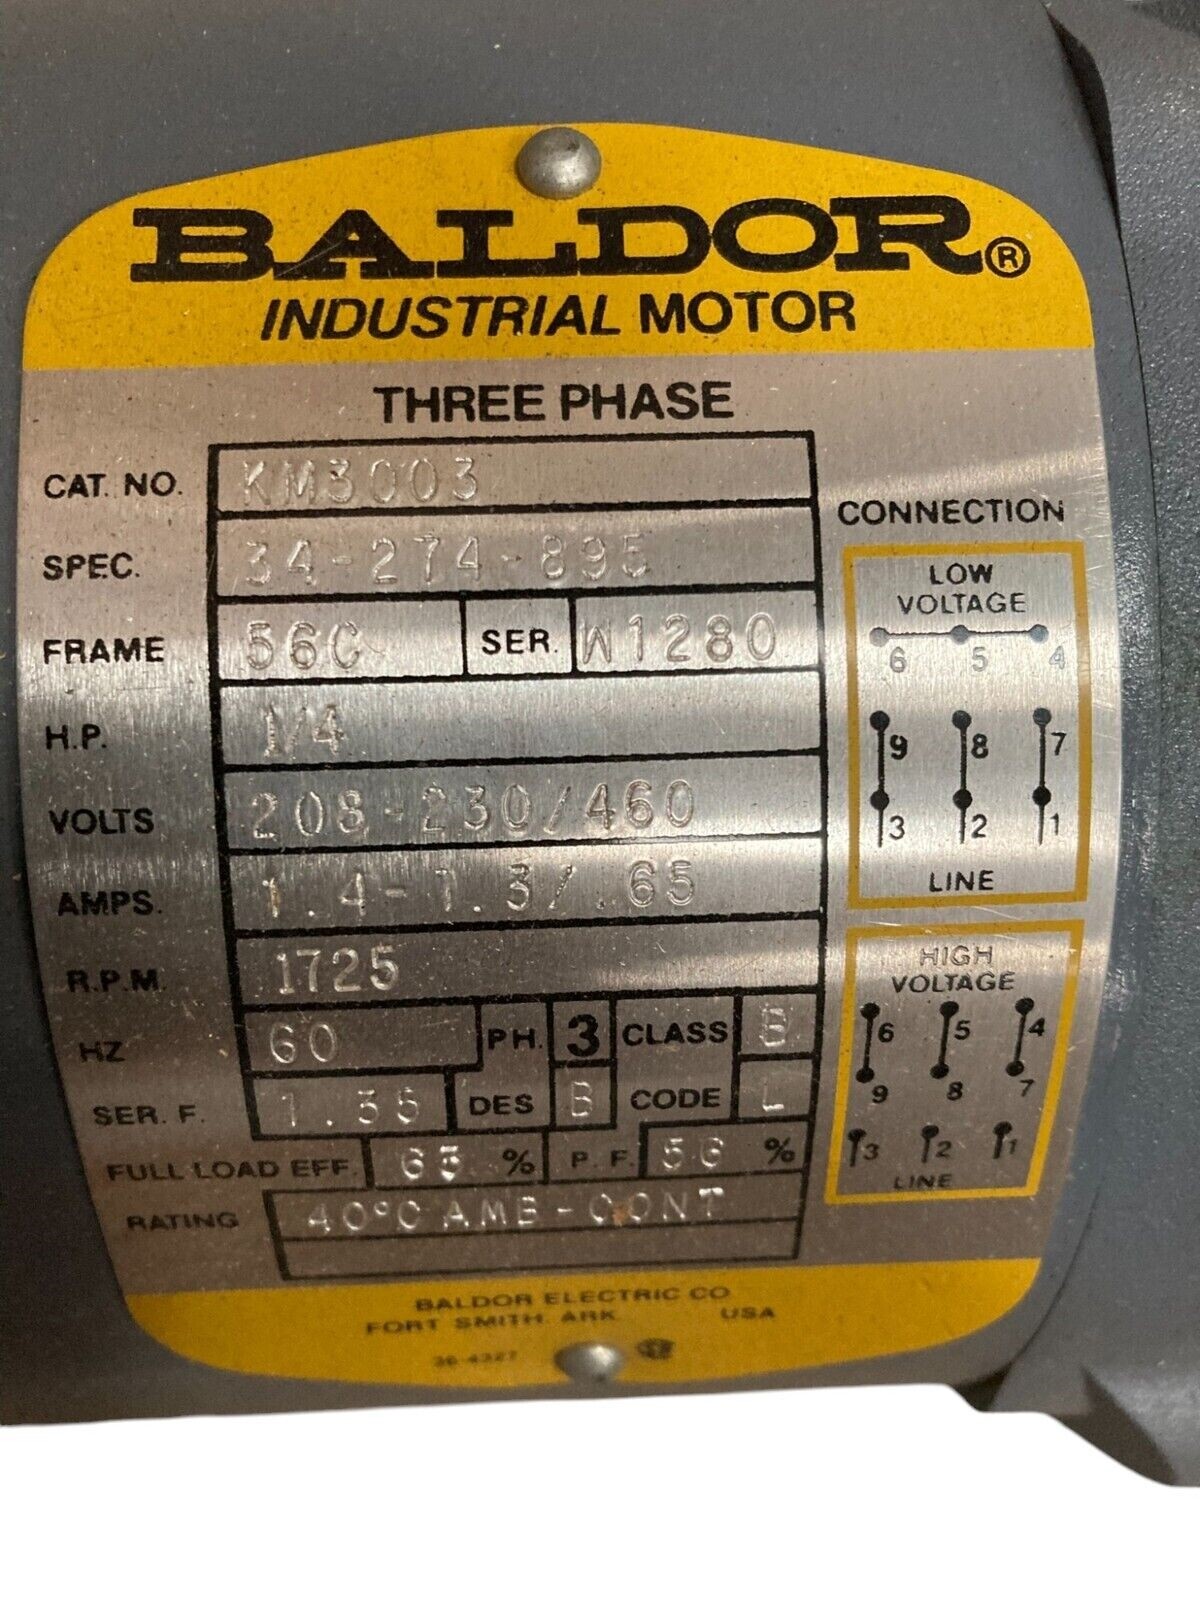 BALDOR®
INDUSTRIAL MOTOR
THREE PHASE
CAT. NO. KM3003
SPEC. 34-274-895
FRAME 56C SER. W1280
H.P. 1/4
VOLTS 208-230/460
AMPS. 1.4-1.3/.65
R.P.M. 1725
HZ 60 PH. 3 CLASS B
SER. F. 1.35 DES B CODE L
FULL LOAD EFF. 65 % P. F. 56 %
RATING 40°C AMB-CONT
CONNECTION
LOW
VOLTAGE
6 5 4
9 8 7
3 2 1
LINE
HIGH
VOLTAGE
6 5 4
9 8 7
3 2 1
LINE
BALDOR ELECTRIC CO
FORT SMITH. ARK. USA
36-4327